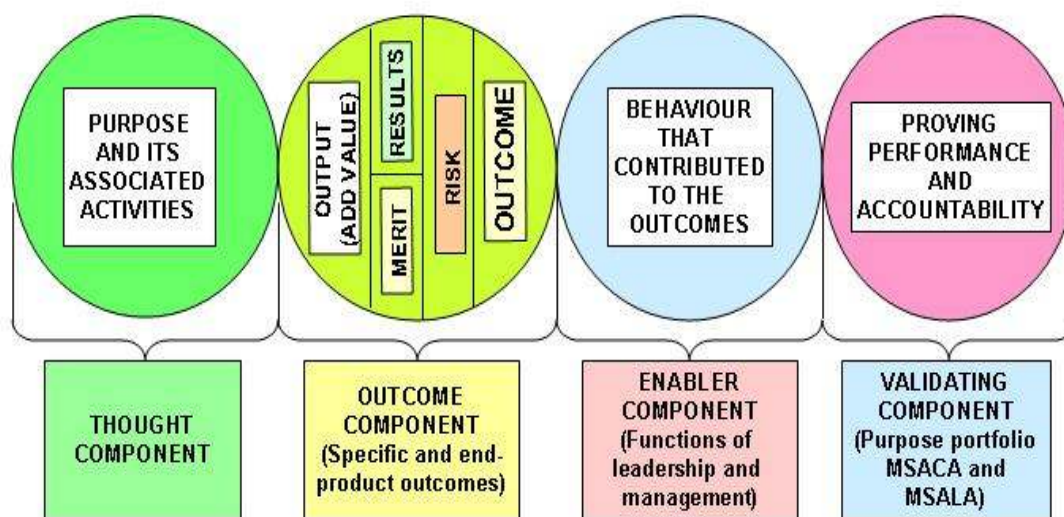 PURPOSE
AND ITS
ASSOCIATED
ACTIVITIES
OUTPUT
(ADD VALUE)
RESULTS
MERIT
RISK
OUTCOME
BEHAVIOUR
THAT
CONTRIBUTED
TO THE
OUTCOMES
PROVING
PERFORMANCE
AND
ACCOUNTABILITY
THOUGHT
COMPONENT
OUTCOME
COMPONENT
(Specific and end-
product outcomes)
ENABLER
COMPONENT
(Functions of
leadership and
management)
VALIDATING
COMPONENT
(Purpose portfolio
MSACA and
MSALA)